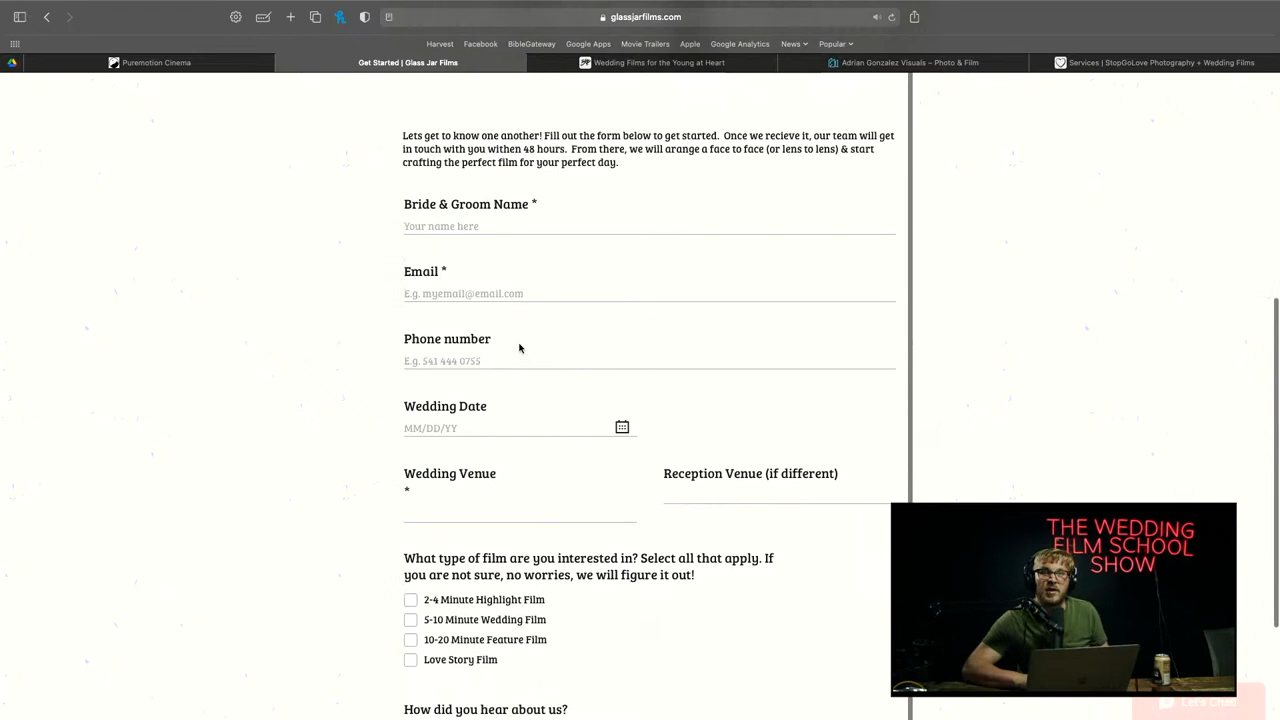 glassjarfilms.com
Harvest Facebook BibleGateway Google Apps Movie Trailers Apple Google Analytics News Popular
Puremotion Cinema Get Started | Glass Jar Films Wedding Films for the Young at Heart Adrian Gonzalez Visuals – Photo & Film Services | StopGoLove Photography + Wedding Films
Lets get to know one another! Fill out the form below to get started. Once we recieve it, our team will get
in touch with you withen 48 hours. From there, we will arange a face to face (or lens to lens) & start
crafting the perfect film for your perfect day.
Bride & Groom Name *
Your name here
Email *
E.g. myemail@email.com
Phone number
E.g. 541 444 0755
Wedding Date
MM/DD/YY
Wedding Venue
*
Reception Venue (if different)
What type of film are you interested in? Select all that apply. If
you are not sure, no worries, we will figure it out!
2-4 Minute Highlight Film
5-10 Minute Wedding Film
10-20 Minute Feature Film
Love Story Film
How did you hear about us?
THE WEDDING
FILM SCHOOL
SHOW
Let's Chat